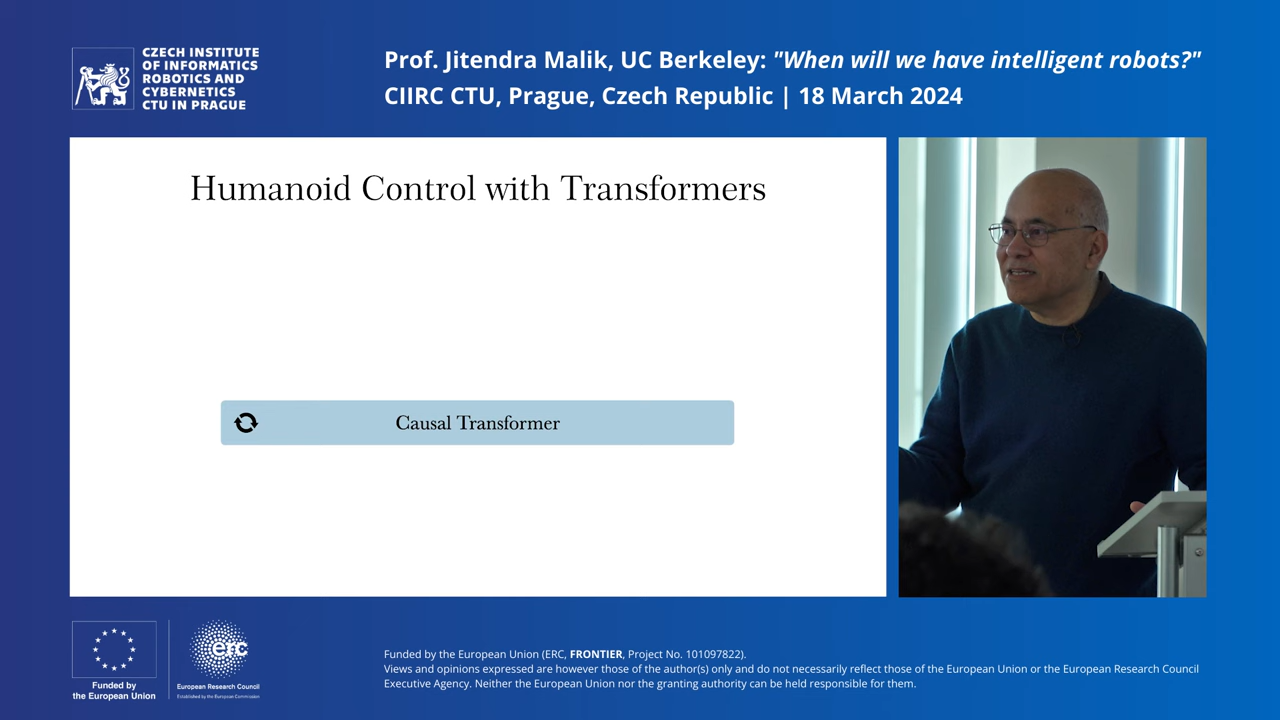 CZECH INSTITUTE
OF INFORMATICS
ROBOTICS AND
CYBERNETICS
CTU IN PRAGUE
Prof. Jitendra Malik, UC Berkeley: "When will we have intelligent robots?"
CIIRC CTU, Prague, Czech Republic | 18 March 2024
Humanoid Control with Transformers
Causal Transformer
Funded by
the European Union
erc
European Research Council
Established by the European Commission
Funded by the European Union (ERC, FRONTIER, Project No. 101097822).
Views and opinions expressed are however those of the author(s) only and do not necessarily reflect those of the European Union or the European Research Council
Executive Agency. Neither the European Union nor the granting authority can be held responsible for them.